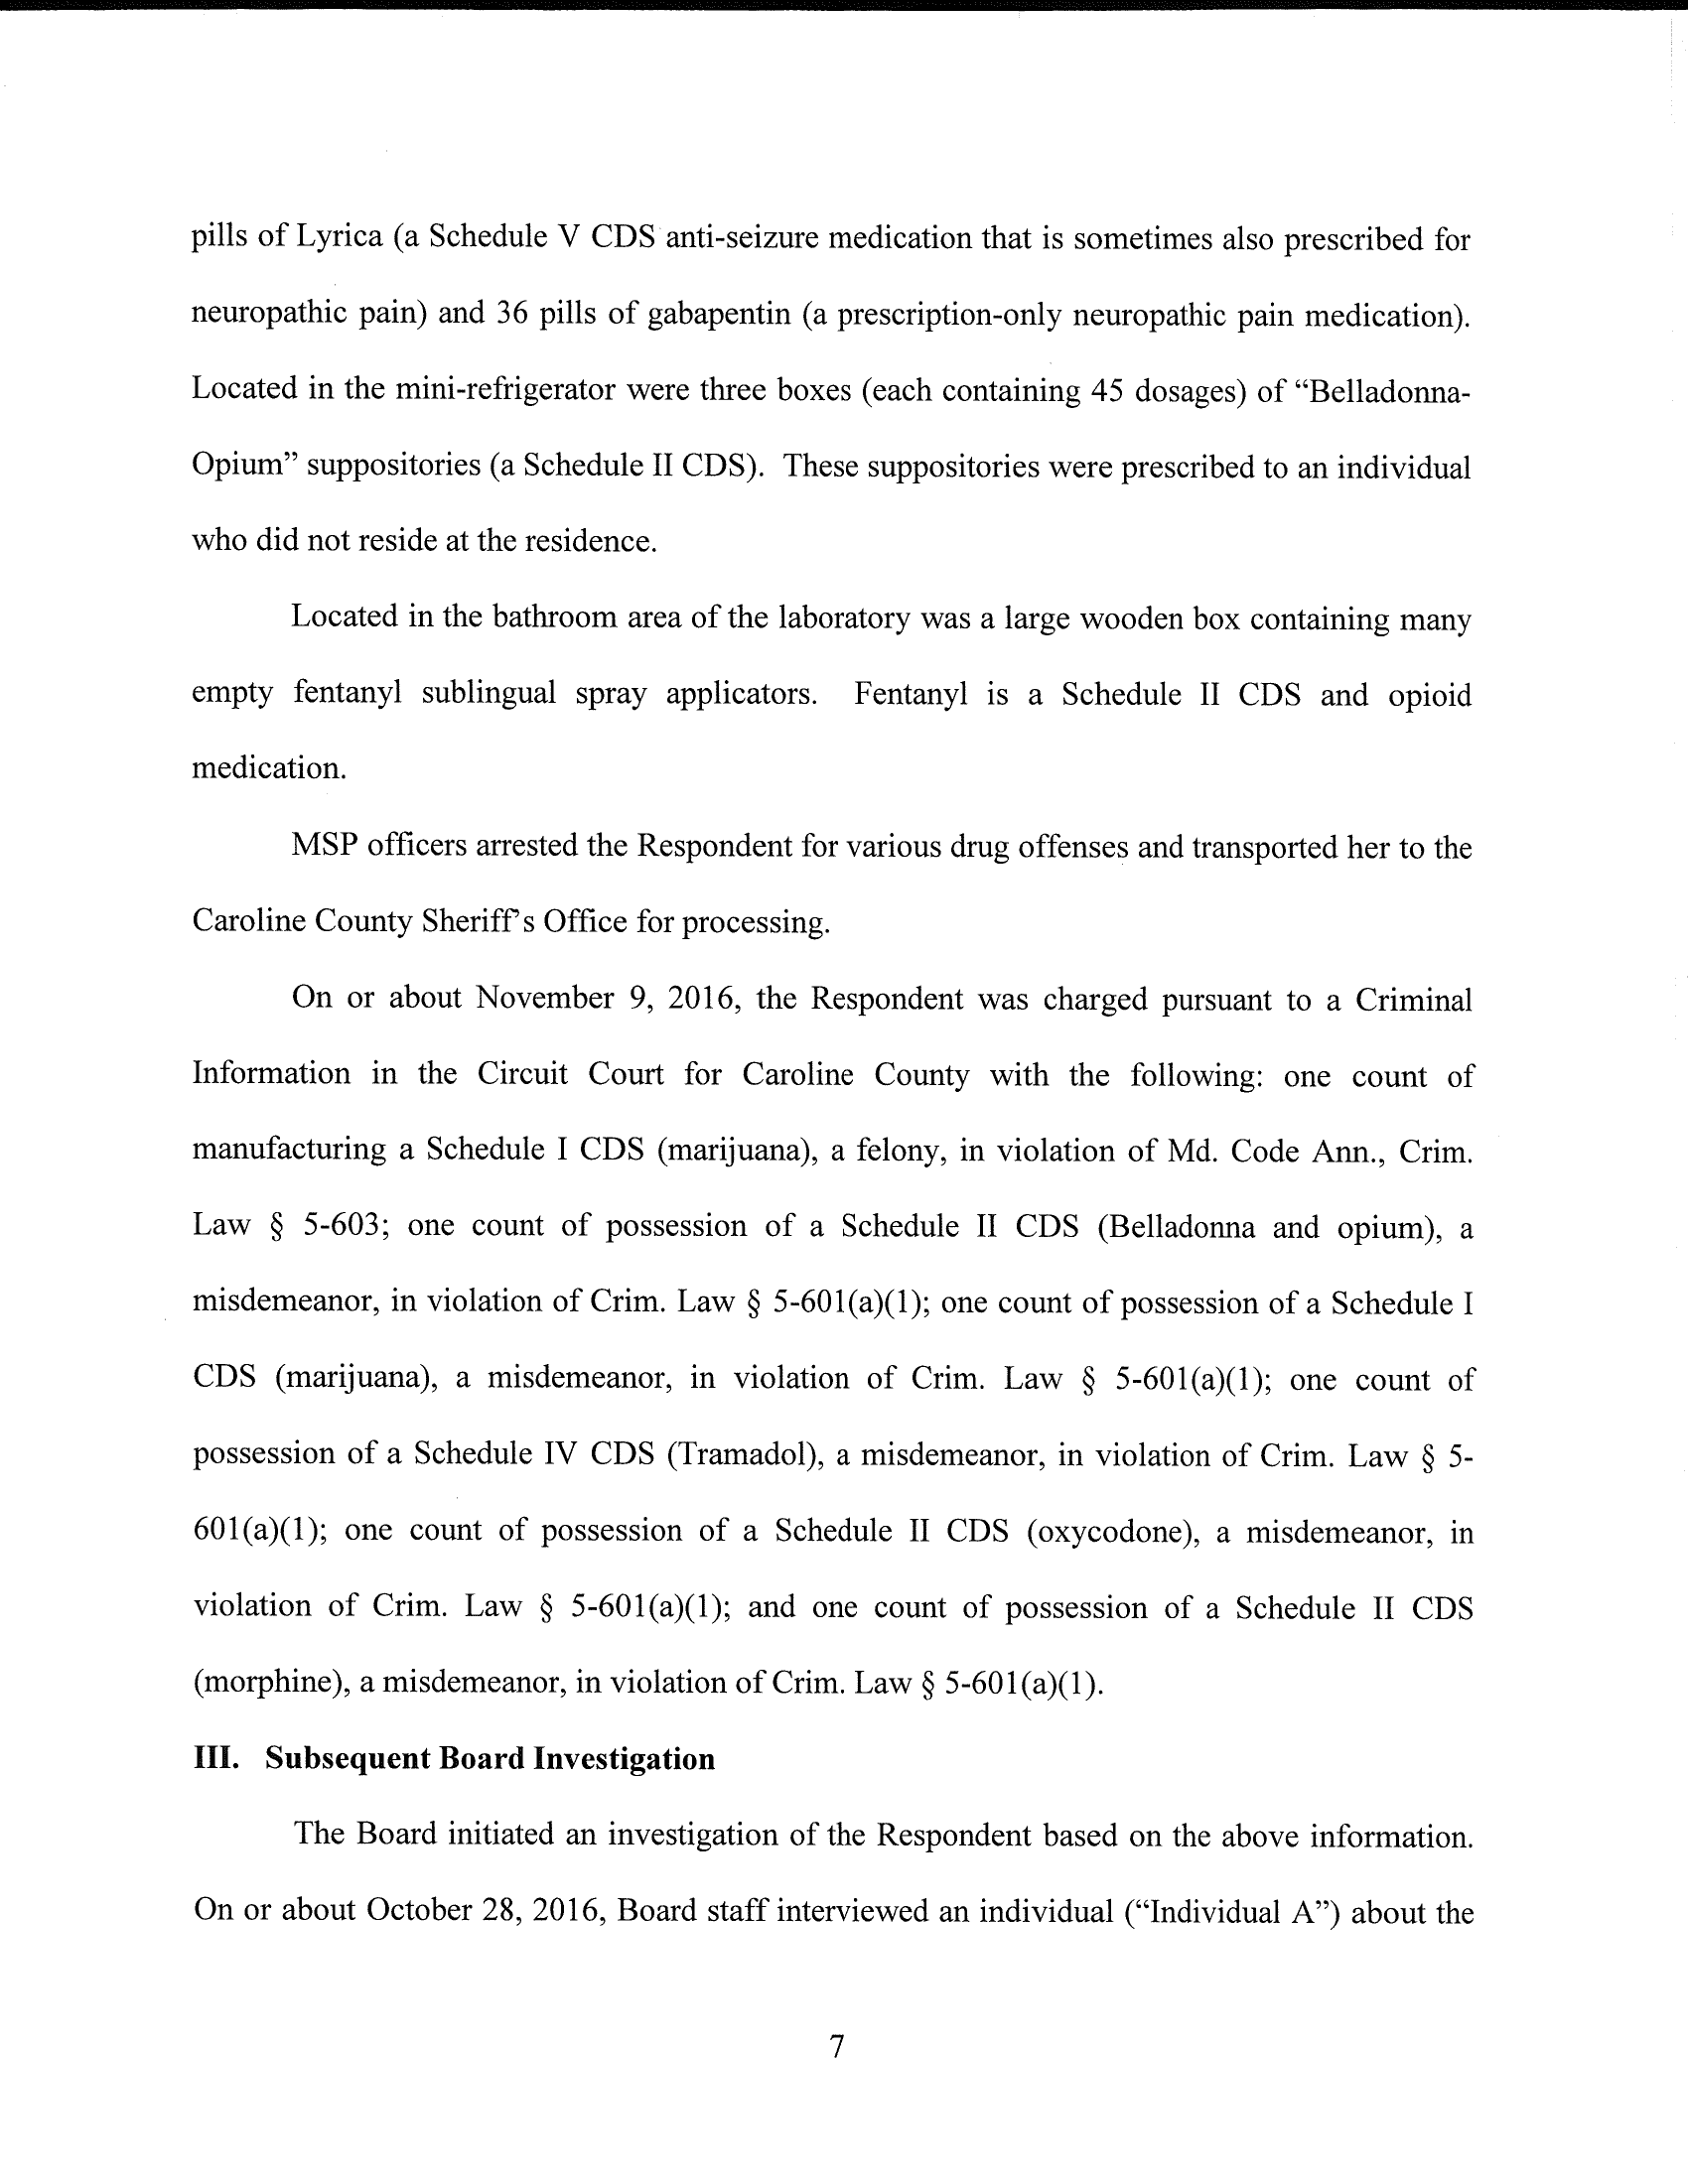 pills of Lyrica (a Schedule V CDS anti-seizure medication that is sometimes also prescribed for
neuropathic pain) and 36 pills of gabapentin (a prescription-only neuropathic pain medication).
Located in the mini-refrigerator were three boxes (each containing 45 dosages) of “Belladonna-
Opium” suppositories (a Schedule II CDS).  These suppositories were prescribed to an individual
who did not reside at the residence.
Located in the bathroom area of the laboratory was a large wooden box containing many
empty fentanyl sublingual spray applicators.  Fentanyl is a Schedule II CDS and opioid
medication.
MSP officers arrested the Respondent for various drug offenses and transported her to the
Caroline County Sheriff’s Office for processing.
On or about November 9, 2016, the Respondent was charged pursuant to a Criminal
Information in the Circuit Court for Caroline County with the following: one count of
manufacturing a Schedule I CDS (marijuana), a felony, in violation of Md. Code Ann., Crim.
Law § 5-603; one count of possession of a Schedule II CDS (Belladonna and opium), a
misdemeanor, in violation of Crim. Law § 5-601(a)(1); one count of possession of a Schedule I
CDS (marijuana), a misdemeanor, in violation of Crim. Law § 5-601(a)(1); one count of
possession of a Schedule IV CDS (Tramadol), a misdemeanor, in violation of Crim. Law § 5-
601(a)(1); one count of possession of a Schedule II CDS (oxycodone), a misdemeanor, in
violation of Crim. Law § 5-601(a)(1); and one count of possession of a Schedule II CDS
(morphine), a misdemeanor, in violation of Crim. Law § 5-601(a)(1).
III. Subsequent Board Investigation
The Board initiated an investigation of the Respondent based on the above information.
On or about October 28, 2016, Board staff interviewed an individual (“Individual A”) about the
7